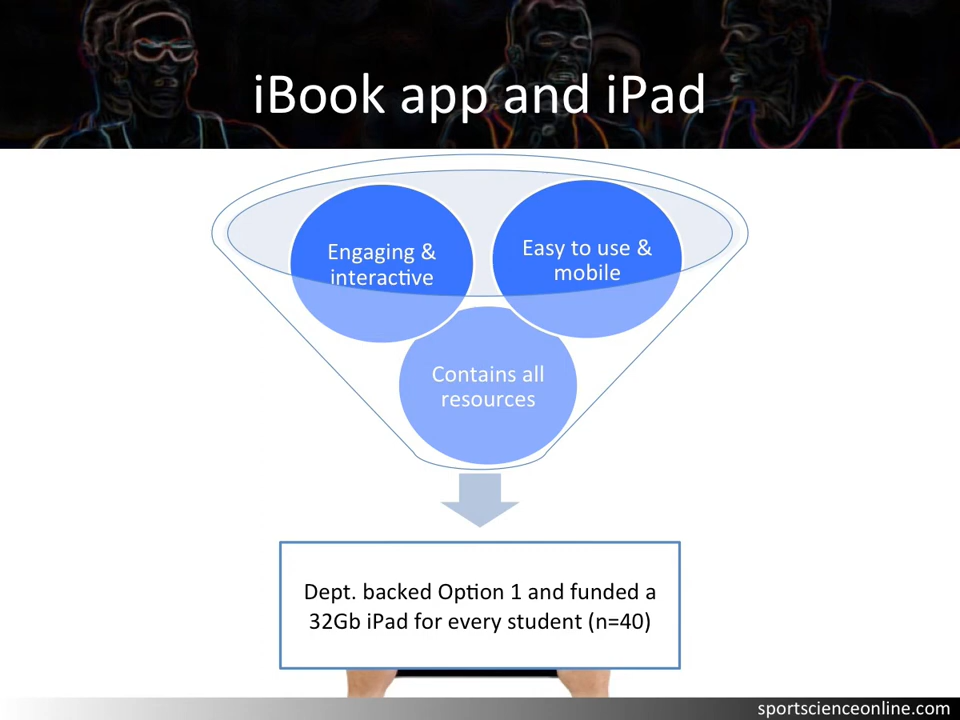 iBook app and iPad
Engaging &
interactive
Easy to use &
mobile
Contains all
resources
Dept. backed Option 1 and funded a
32Gb iPad for every student (n=40)
sportscienceonline.com